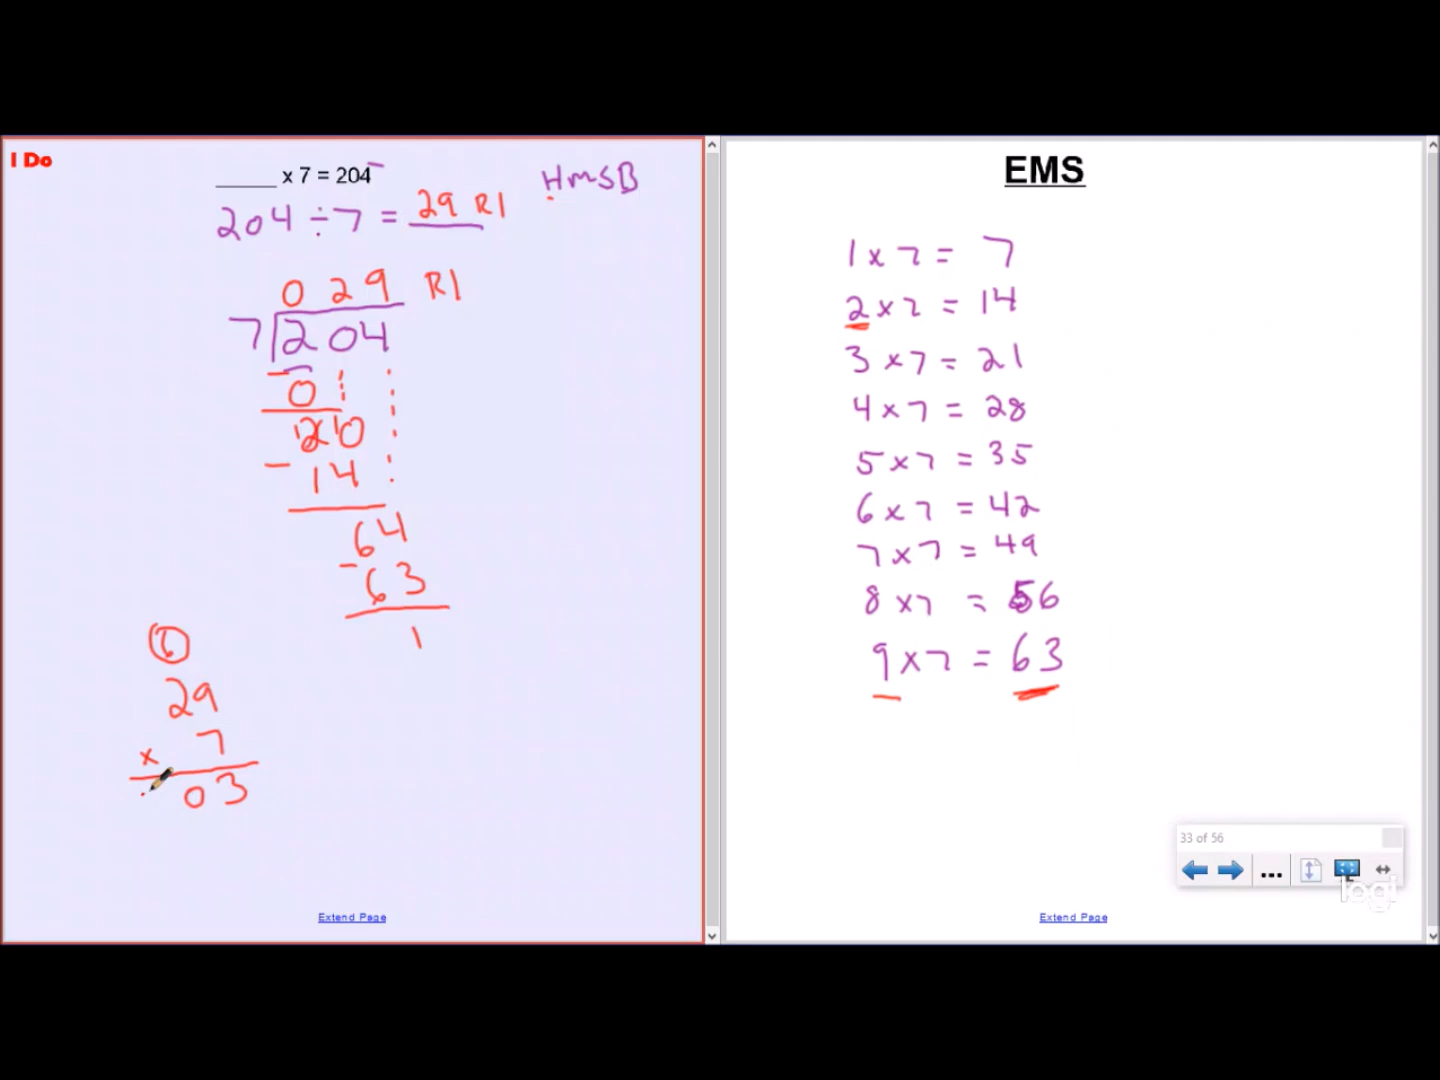 I Do
_____ x 7 = 204
HMSB
204 ÷ 7 = 29 R1
029 R1
7 204
- 0
20
- 14
64
- 63
1
6
29
x 7
03
EMS
1 x 7 = 7
2 x 7 = 14
3 x 7 = 21
4 x 7 = 28
5 x 7 = 35
6 x 7 = 42
7 x 7 = 49
8 x 7 = 56
9 x 7 = 63
33 of 56
...
logi
Extend Page
Extend Page